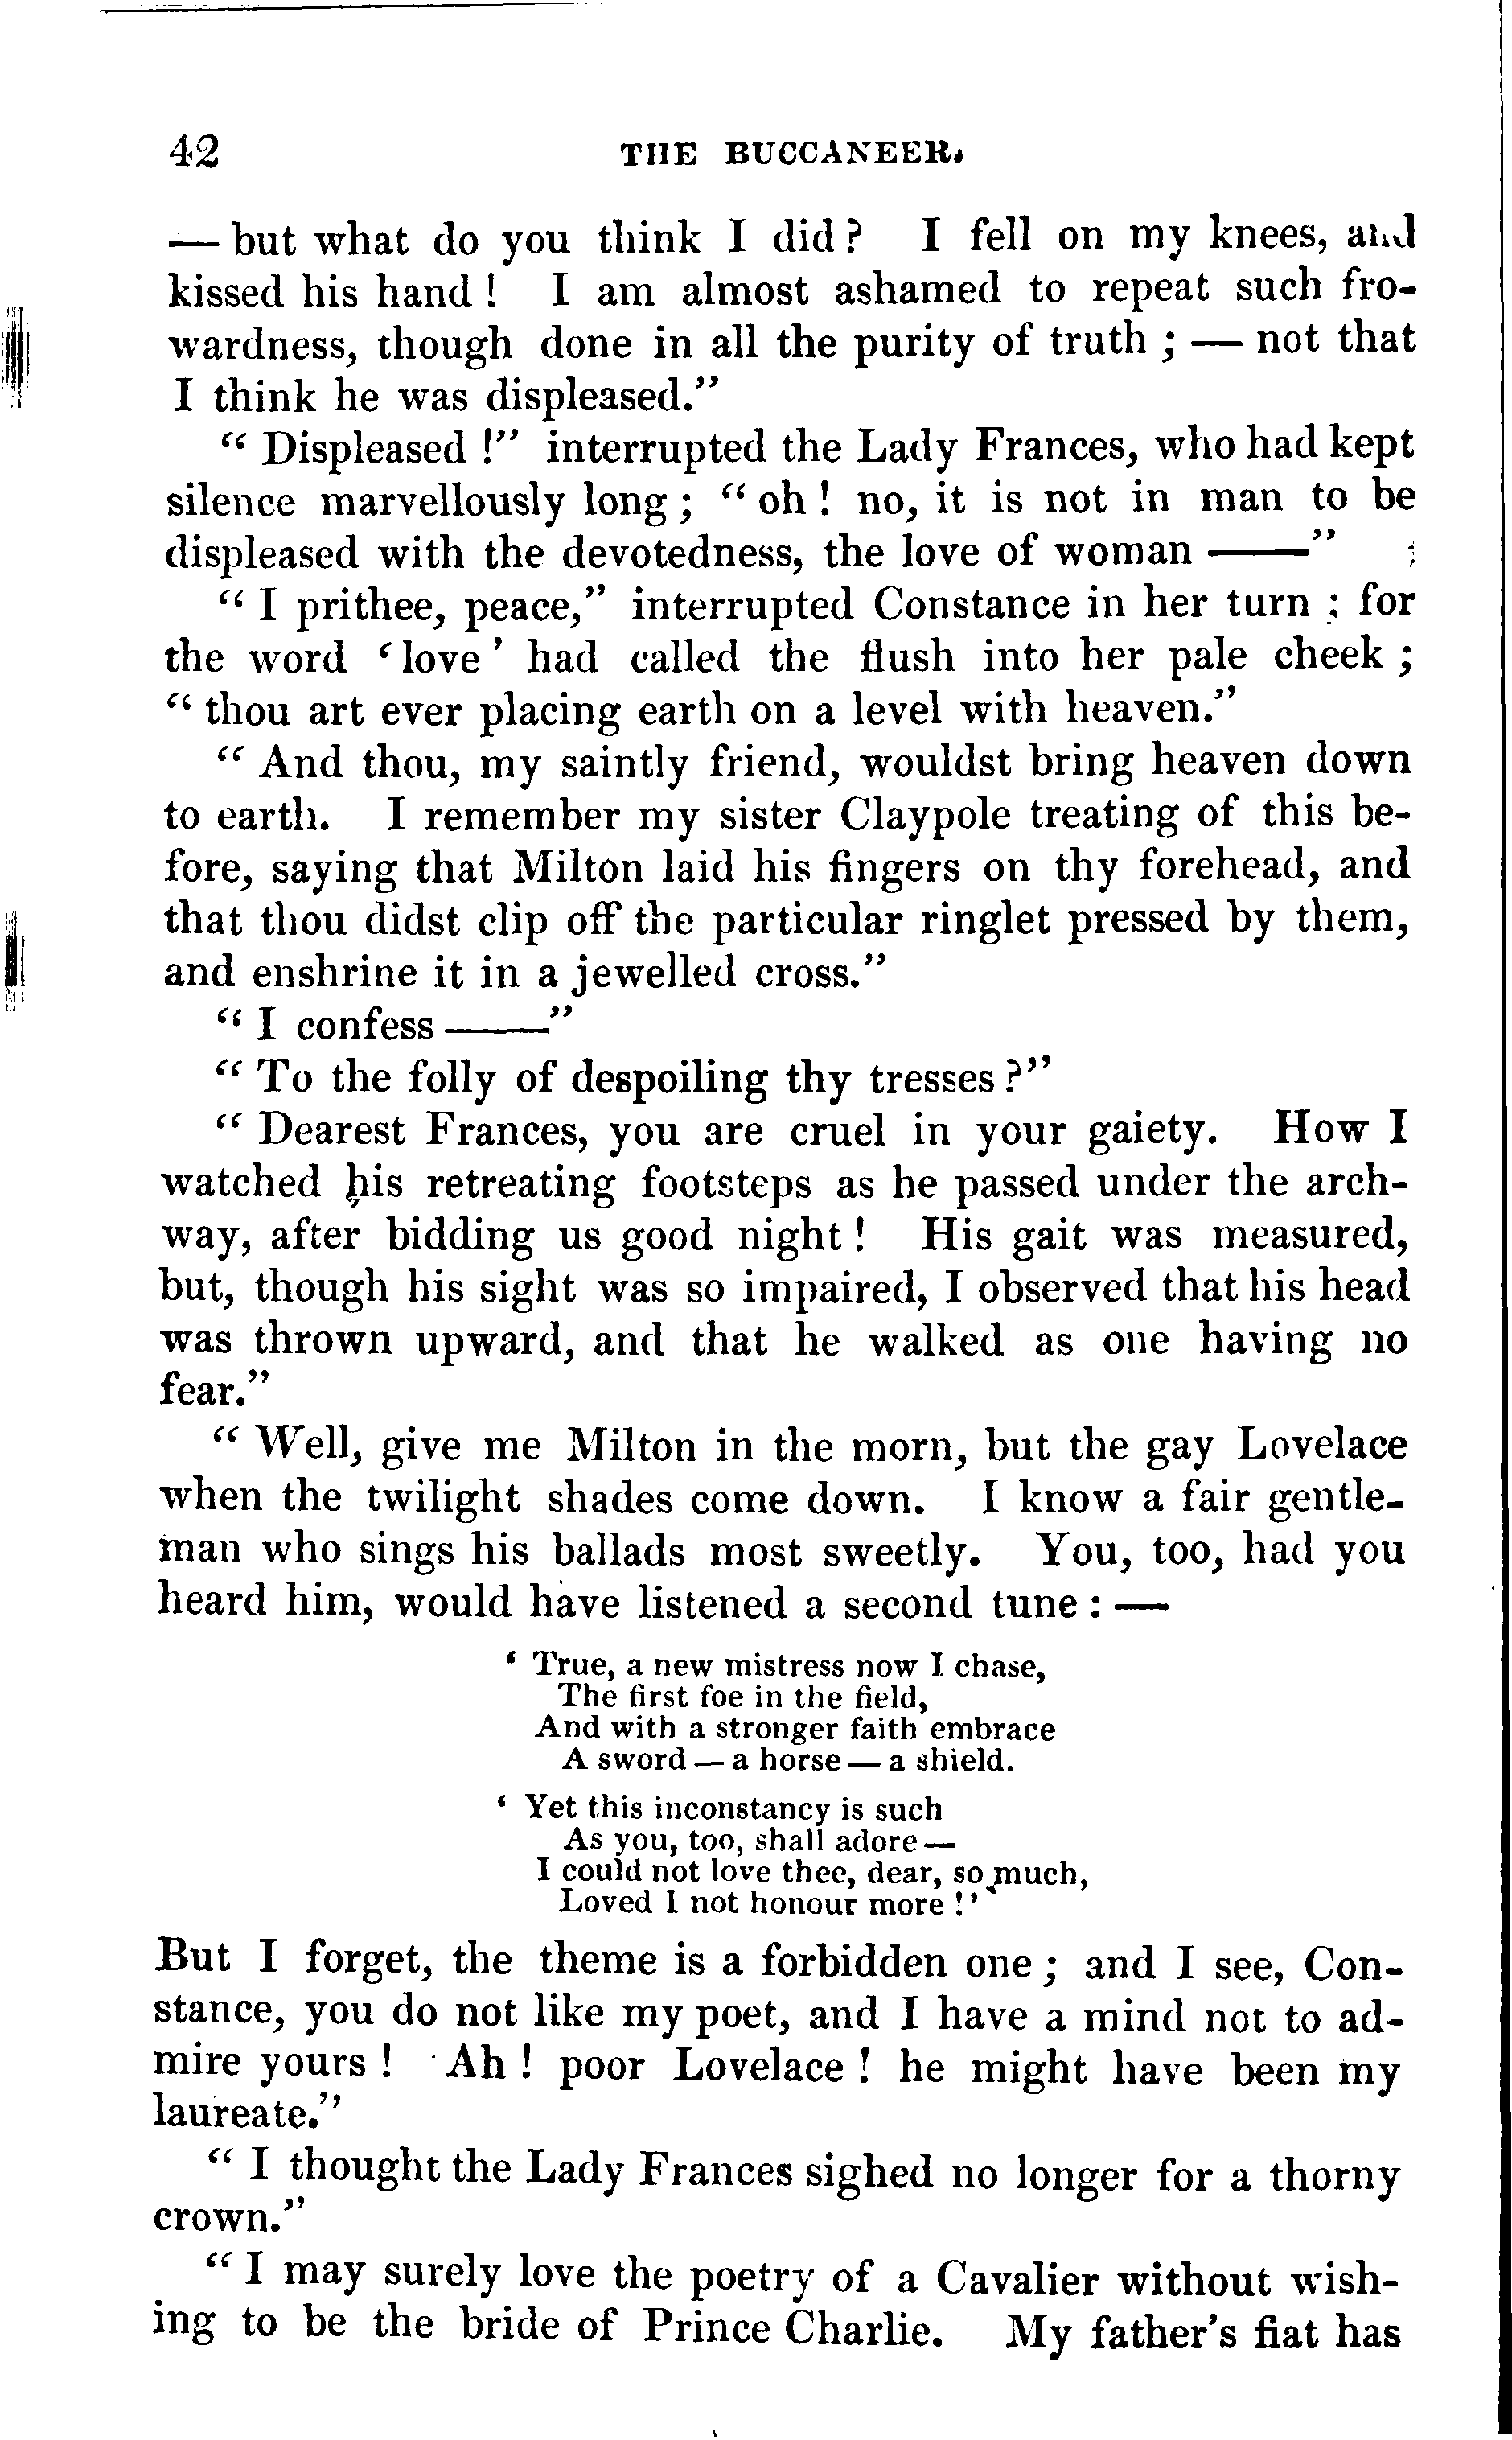 42 THE BUCCANEER.
— but what do you think I did? I fell on my knees, and
kissed his hand! I am almost ashamed to repeat such fro-
wardness, though done in all the purity of truth; — not that
I think he was displeased."
"Displeased!" interrupted the Lady Frances, who had kept
silence marvellously long; "oh! no, it is not in man to be
displeased with the devotedness, the love of woman ——"
"I prithee, peace," interrupted Constance in her turn; for
the word 'love' had called the flush into her pale cheek;
"thou art ever placing earth on a level with heaven."
"And thou, my saintly friend, wouldst bring heaven down
to earth. I remember my sister Claypole treating of this be-
fore, saying that Milton laid his fingers on thy forehead, and
that thou didst clip off the particular ringlet pressed by them,
and enshrine it in a jewelled cross."
"I confess ——"
"To the folly of despoiling thy tresses?"
"Dearest Frances, you are cruel in your gaiety. How I
watched his retreating footsteps as he passed under the arch-
way, after bidding us good night! His gait was measured,
but, though his sight was so impaired, I observed that his head
was thrown upward, and that he walked as one having no
fear."
"Well, give me Milton in the morn, but the gay Lovelace
when the twilight shades come down. I know a fair gentle-
man who sings his ballads most sweetly. You, too, had you
heard him, would have listened a second tune: —
'True, a new mistress now I chase,
The first foe in the field,
And with a stronger faith embrace
A sword — a horse — a shield.
'Yet this inconstancy is such
As you, too, shall adore —
I could not love thee, dear, so much,
Loved I not honour more!'
But I forget, the theme is a forbidden one; and I see, Con-
stance, you do not like my poet, and I have a mind not to ad-
mire yours! Ah! poor Lovelace! he might have been my
laureate."
"I thought the Lady Frances sighed no longer for a thorny
crown."
"I may surely love the poetry of a Cavalier without wish-
ing to be the bride of Prince Charlie. My father's fiat has